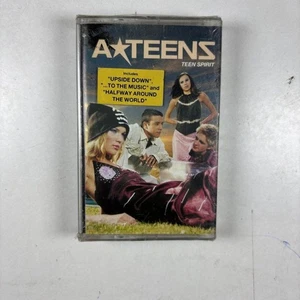 A★TEENS
TEEN SPIRIT
includes
"UPSIDE DOWN",
"...TO THE MUSIC" and
"HALFWAY AROUND
THE WORLD"